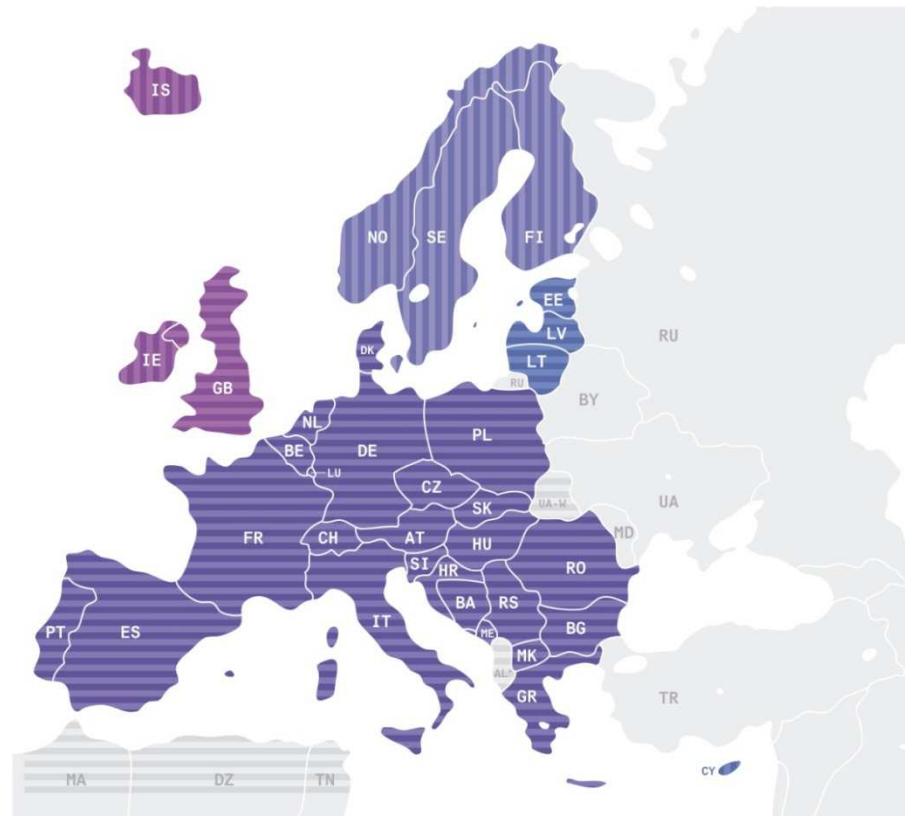 IS
NO
SE
FI
EE
LV
LT
RU
RU
BY
IE
GB
DK
NL
BE
LU
DE
PL
CZ
SK
UA-W
UA
MD
FR
CH
AT
HU
SI
HR
RO
BA
RS
IT
ME
BG
MK
AL*
GR
PT
ES
TR
CY
MA
DZ
TN